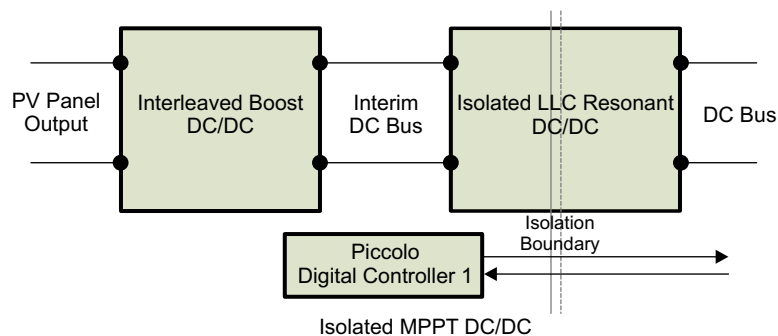 PV Panel
Output
Interleaved Boost
DC/DC
Interim
DC Bus
Isolated LLC Resonant
DC/DC
DC Bus
Isolation
Boundary
Piccolo
Digital Controller 1
Isolated MPPT DC/DC